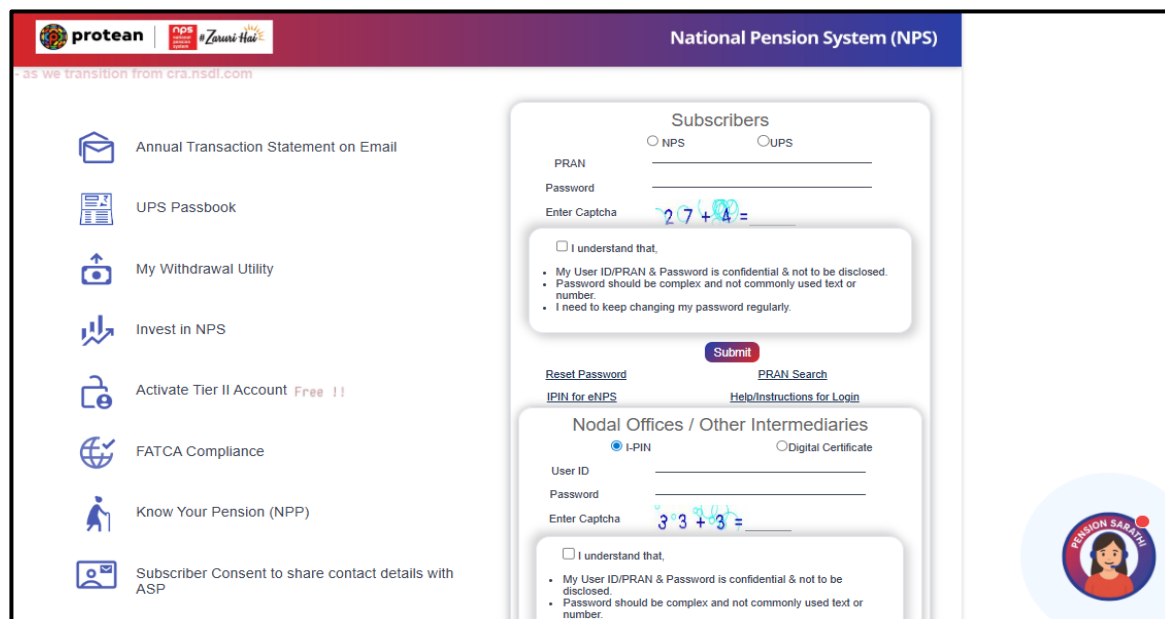 protean
nps
national
pension
system
#Zaruri Hai
National Pension System (NPS)
- as we transition from cra.nsdl.com
Annual Transaction Statement on Email
UPS Passbook
My Withdrawal Utility
Invest in NPS
Activate Tier II Account Free !!
FATCA Compliance
Know Your Pension (NPP)
Subscriber Consent to share contact details with
ASP
Subscribers
NPS UPS
PRAN
Password
Enter Captcha 27 + 4 =
I understand that,
• My User ID/PRAN & Password is confidential & not to be disclosed.
• Password should be complex and not commonly used text or
number.
• I need to keep changing my password regularly.
Submit
Reset Password PRAN Search
IPIN for eNPS Help/Instructions for Login
Nodal Offices / Other Intermediaries
I-PIN Digital Certificate
User ID
Password
Enter Captcha 33 + 3 =
I understand that,
• My User ID/PRAN & Password is confidential & not to be
disclosed.
• Password should be complex and not commonly used text or
number.
PENSION SARATHI